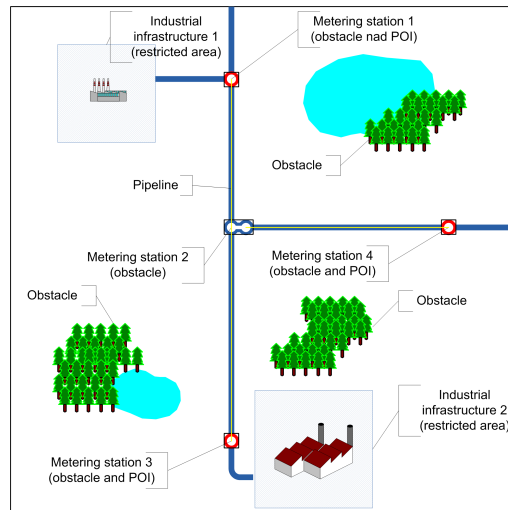 Industrial
infrastructure 1
(restricted area)
Metering station 1
(obstacle nad POI)
Obstacle
Pipeline
Metering station 2
(obstacle)
Metering station 4
(obstacle and POI)
Obstacle
Obstacle
Industrial
infrastructure 2
(restricted area)
Metering station 3
(obstacle and POI)